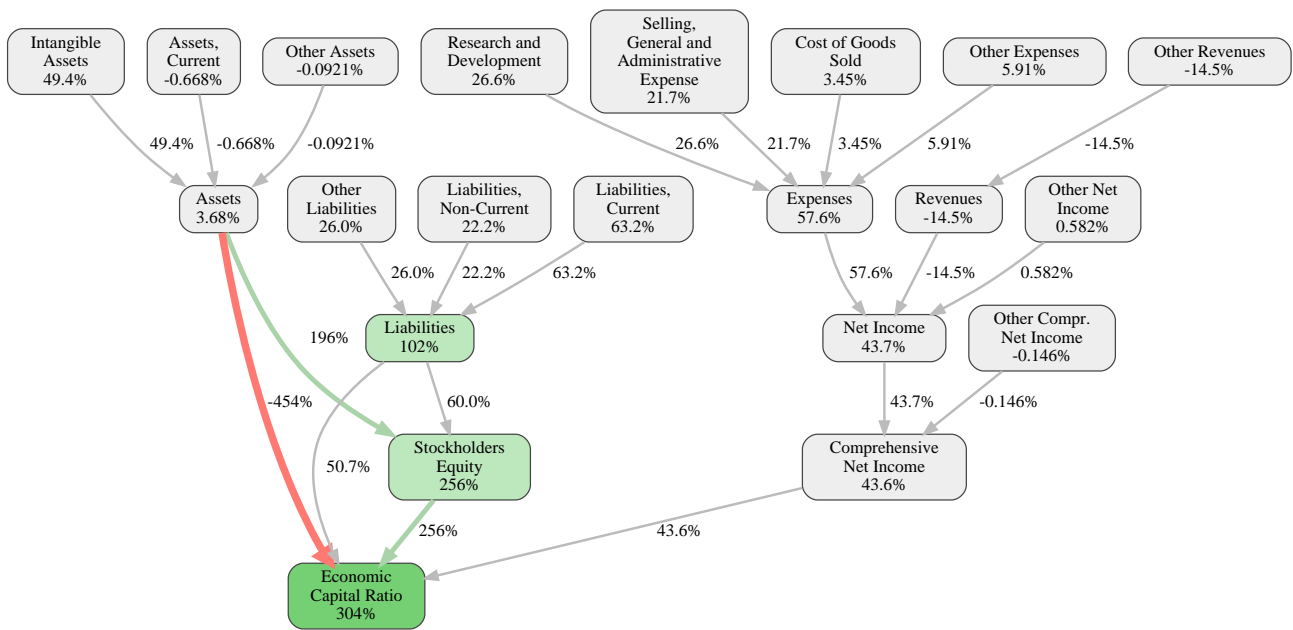 Intangible
Assets
49.4%
Assets,
Current
-0.668%
Other Assets
-0.0921%
Research and
Development
26.6%
Selling,
General and
Administrative
Expense
21.7%
Cost of Goods
Sold
3.45%
Other Expenses
5.91%
Other Revenues
-14.5%
49.4%
-0.668%
-0.0921%
26.6%
21.7%
3.45%
5.91%
-14.5%
Assets
3.68%
Other
Liabilities
26.0%
Liabilities,
Non-Current
22.2%
Liabilities,
Current
63.2%
Expenses
57.6%
Revenues
-14.5%
Other Net
Income
0.582%
26.0%
22.2%
63.2%
57.6%
-14.5%
0.582%
196%
Liabilities
102%
Net Income
43.7%
Other Compr.
Net Income
-0.146%
-454%
60.0%
43.7%
-0.146%
50.7%
Stockholders
Equity
256%
Comprehensive
Net Income
43.6%
256%
43.6%
Economic
Capital Ratio
304%